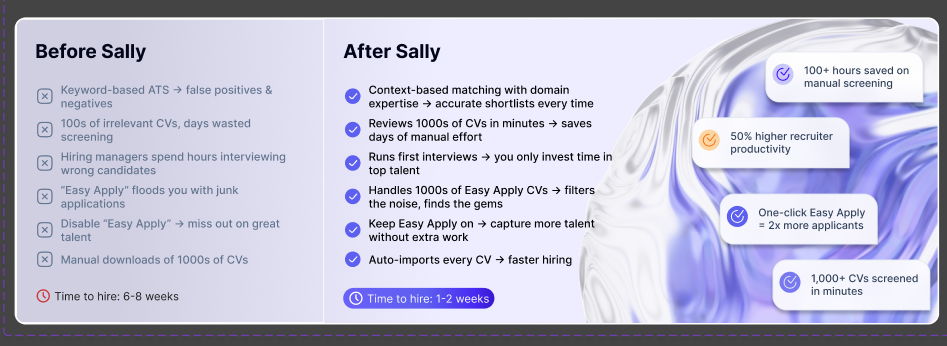 Before Sally
Keyword-based ATS → false positives &
negatives
100s of irrelevant CVs, days wasted
screening
Hiring managers spend hours interviewing
wrong candidates
“Easy Apply” floods you with junk
applications
Disable “Easy Apply” → miss out on great
talent
Manual downloads of 1000s of CVs
Time to hire: 6-8 weeks
After Sally
Context-based matching with domain
expertise → accurate shortlists every time
Reviews 1000s of CVs in minutes → saves
days of manual effort
Runs first interviews → you only invest time in
top talent
Handles 1000s of Easy Apply CVs → filters
the noise, finds the gems
Keep Easy Apply on → capture more talent
without extra work
Auto-imports every CV → faster hiring
Time to hire: 1-2 weeks
100+ hours saved on
manual screening
50% higher recruiter
productivity
One-click Easy Apply
= 2x more applicants
1,000+ CVs screened
in minutes